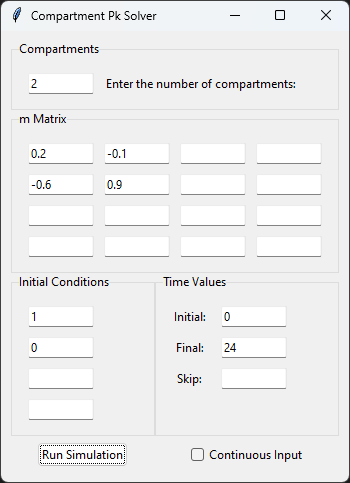 Compartment Pk Solver
Compartments
2 Enter the number of compartments:
m Matrix
0.2 -0.1
-0.6 0.9
Initial Conditions Time Values
1 Initial: 0
0 Final: 24
Skip:
Run Simulation Continuous Input